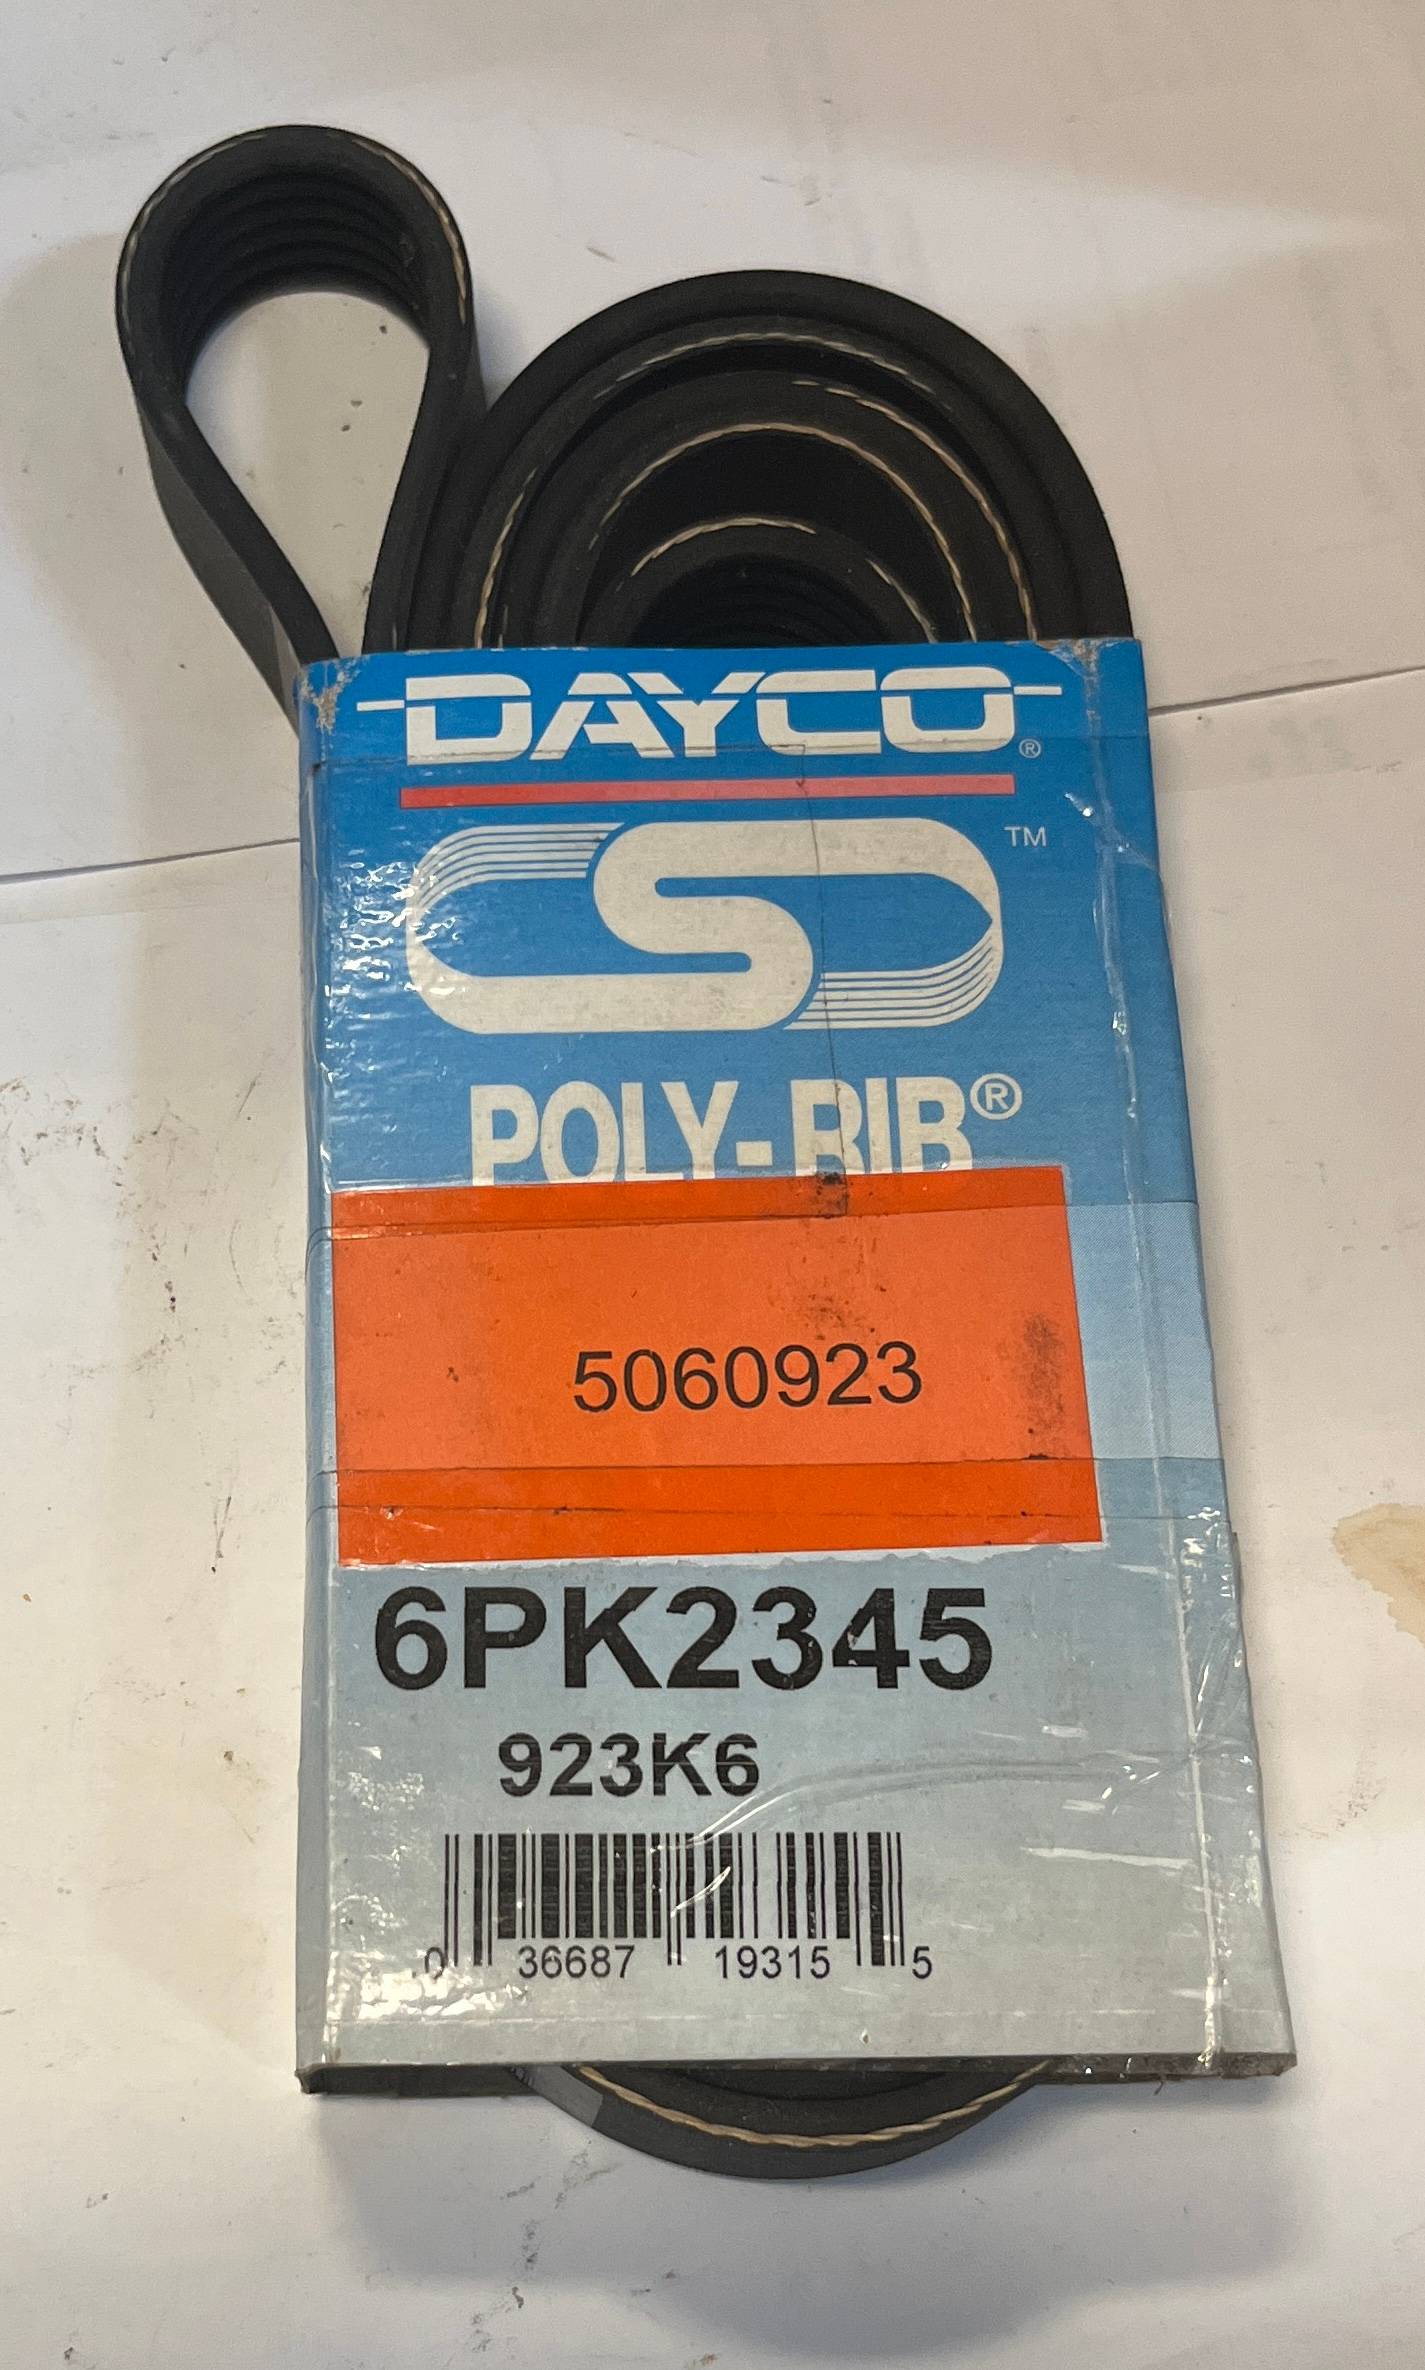 DAYCO®
TM
POLY-RIB®
5060923
6PK2345
923K6
0 36687 19315 5